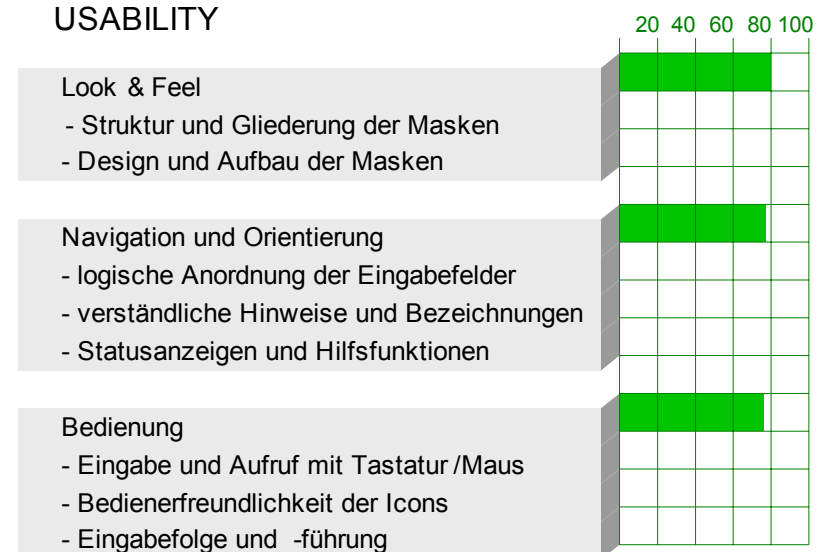 USABILITY
20 40 60 80 100
Look & Feel
- Struktur und Gliederung der Masken
- Design und Aufbau der Masken
Navigation und Orientierung
- logische Anordnung der Eingabefelder
- verständliche Hinweise und Bezeichnungen
- Statusanzeigen und Hilfsfunktionen
Bedienung
- Eingabe und Aufruf mit Tastatur /Maus
- Bedienerfreundlichkeit der Icons
- Eingabefolge und -führung